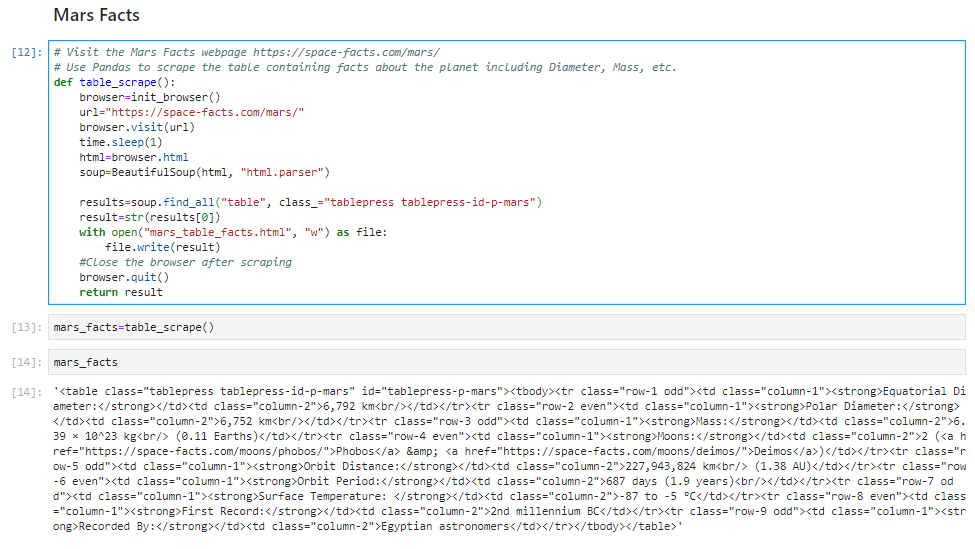 Mars Facts
[12]: # Visit the Mars Facts webpage https://space-facts.com/mars/
# Use Pandas to scrape the table containing facts about the planet including Diameter, Mass, etc.
def table_scrape():
    browser=init_browser()
    url="https://space-facts.com/mars/"
    browser.visit(url)
    time.sleep(1)
    html=browser.html
    soup=BeautifulSoup(html, "html.parser")
    results=soup.find_all("table", class_="tablepress tablepress-id-p-mars")
    result=str(results[0])
    with open("mars_table_facts.html", "w") as file:
        file.write(result)
    #Close the browser after scraping
    browser.quit()
    return result
[13]: mars_facts=table_scrape()
[14]: mars_facts
[14]: '<table class="tablepress tablepress-id-p-mars" id="tablepress-p-mars"><tbody><tr class="row-1 odd"><td class="column-1"><strong>Equatorial Di
ameter:</strong></td><td class="column-2">6,792 km<br/></td></tr><tr class="row-2 even"><td class="column-1"><strong>Polar Diameter:</strong>
</td><td class="column-2">6,752 km<br/></td></tr><tr class="row-3 odd"><td class="column-1"><strong>Mass:</strong></td><td class="column-2">6.
39 × 10^23 kg<br/> (0.11 Earths)</td></tr><tr class="row-4 even"><td class="column-1"><strong>Moons:</strong></td><td class="column-2">2 (<a h
ref="https://space-facts.com/moons/phobos/">Phobos</a> &amp; <a href="https://space-facts.com/moons/deimos/">Deimos</a>)</td></tr><tr class="r
ow-5 odd"><td class="column-1"><strong>Orbit Distance:</strong></td><td class="column-2">227,943,824 km<br/> (1.38 AU)</td></tr><tr class="row
-6 even"><td class="column-1"><strong>Orbit Period:</strong></td><td class="column-2">687 days (1.9 years)<br/></td></tr><tr class="row-7 od
d"><td class="column-1"><strong>Surface Temperature: </strong></td><td class="column-2">-87 to -5 °C</td></tr><tr class="row-8 even"><td class
="column-1"><strong>First Record:</strong></td><td class="column-2">2nd millennium BC</td></tr><tr class="row-9 odd"><td class="column-1"><str
ong>Recorded By:</strong></td><td class="column-2">Egyptian astronomers</td></tr></tbody></table>'